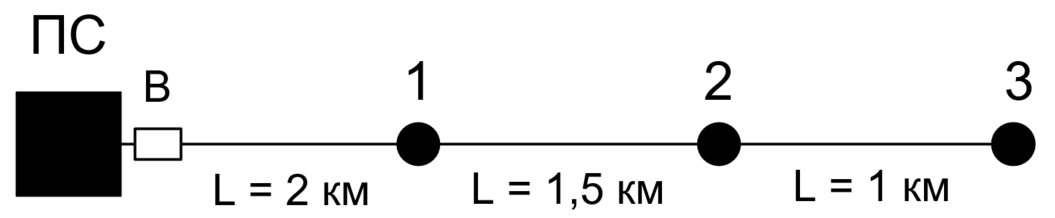 ПС
В
1
2
3
L = 2 км
L = 1,5 км
L = 1 км